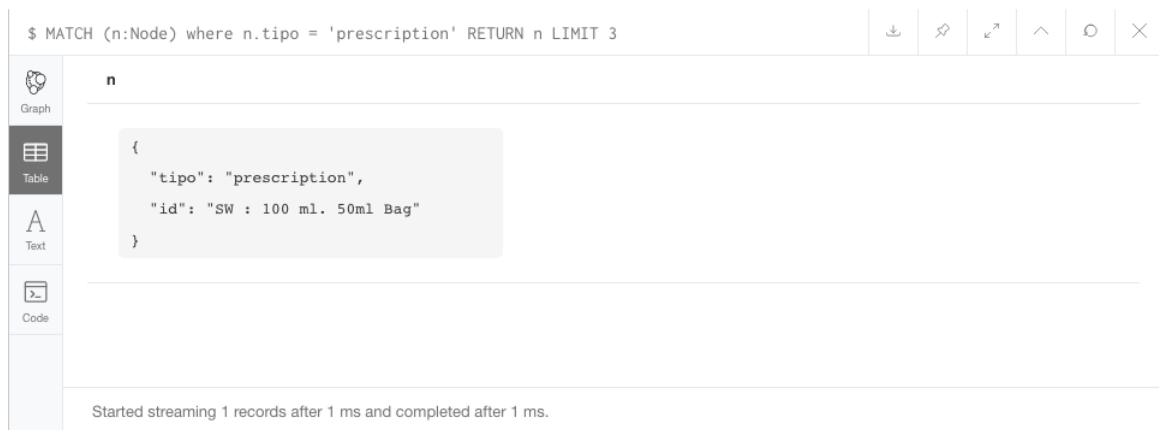 $ MATCH (n:Node) where n.tipo = 'prescription' RETURN n LIMIT 3
Graph
n
{
"tipo": "prescription",
"id": "SW : 100 ml. 50ml Bag"
}
Table
A
Text
>_
Code
Started streaming 1 records after 1 ms and completed after 1 ms.